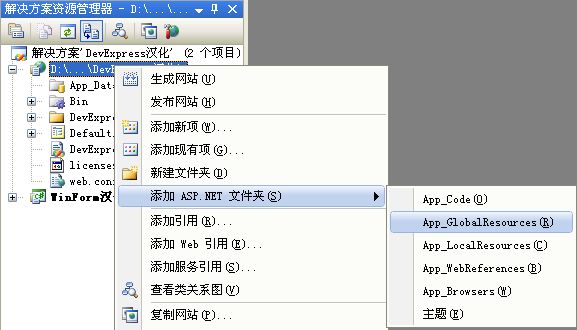 解决方案资源管理器 - D:\...\...
解决方案'DevExpress汉化' (2 个项目)
D:\...\DevExpress
App_Dat
Bin
DevExpres
Default.
DevExpre
license
web.con
WinForm汉
生成网站(U)
发布网站(H)
添加新项(W)...
添加现有项(G)...
新建文件夹(D)
添加 ASP.NET 文件夹(S)
添加引用(R)...
添加 Web 引用(E)...
添加服务引用(S)...
查看类关系图(V)
复制网站(P)...
App_Code(O)
App_GlobalResources(R)
App_LocalResources(C)
App_WebReferences(B)
App_Browsers(W)
主题(E)